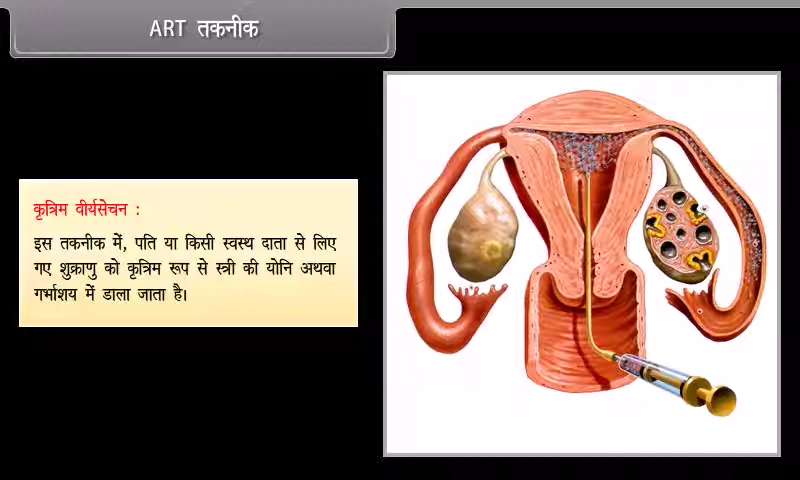 ART तकनीक
कृत्रिम वीर्यसेचन :
इस तकनीक में, पति या किसी स्वस्थ दाता से लिए
गए शुक्राणु को कृत्रिम रूप से स्त्री की योनि अथवा
गर्भाशय में डाला जाता है।